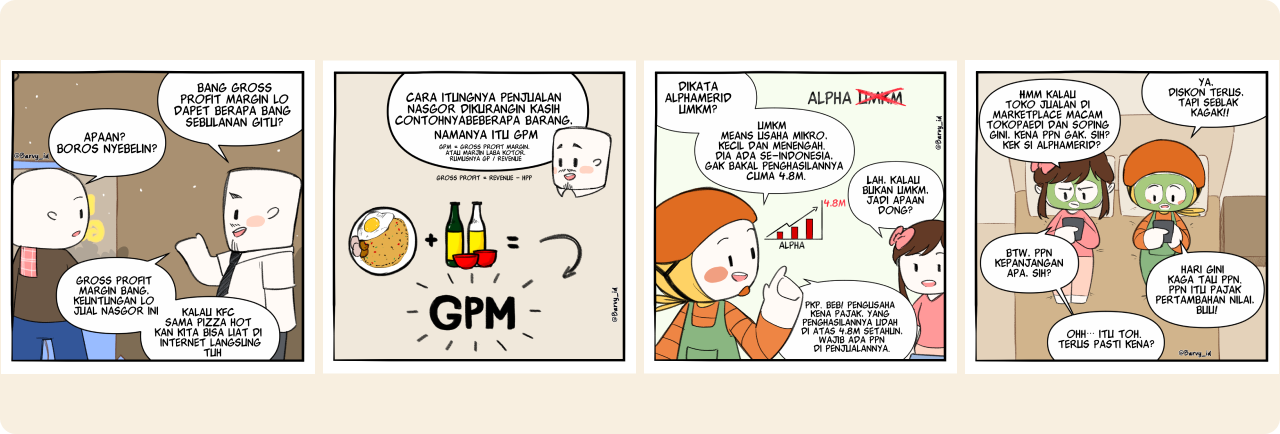 BANG GROSS
PROFIT MARGIN LO
DAPET BERAPA BANG
SEBULANAN GITU?
APAAN?
BOROS NYEBELIN?
@Barvy_id
GROSS PROFIT
MARGIN BANG.
KEUNTUNGAN LO
JUAL NASGOR INI
KALAU KFC
SAMA PIZZA HOT
KAN KITA BISA LIAT DI
INTERNET LANGSUNG
TUH
CARA ITUNGNYA PENJUALAN
NASGOR DIKURANGIN KASIH
CONTOHNYABEBERAPA BARANG.
NAMANYA ITU GPM
GPM = GROSS PROFIT MARGIN.
ATAU MARJIN LABA KOTOR.
RUMUSNYA GP / REVENUE
GROSS PROFIT = REVENUE - HPP
+ =
GPM
@Barvy_id
DIKATA
ALPHAMERID
UMKM?
ALPHA UMKM
UMKM
MEANS USAHA MIKRO.
KECIL DAN MENENGAH.
DIA ADA SE-INDONESIA.
GAK BAKAL PENGHASILANNYA
CUMA 4.8M.
@Barvy_id
LAH. KALAU
BUKAN UMKM.
JADI APAAN
DONG?
4.8M
ALPHA
PKP. BEB! PENGUSAHA
KENA PAJAK. YANG
PENGHASILANNYA UDAH
DI ATAS 4.8M SETAHUN.
WAJIB ADA PPN
DI PENJUALANNYA.
HMM KALAU
TOKO JUALAN DI
MARKETPLACE MACAM
TOKOPAEDI DAN SOPING
GINI. KENA PPN GAK. SIH?
KEK SI ALPHAMERID?
YA.
DISKON TERUS.
TAPI SEBLAK
KAGAK!!
BTW. PPN
KEPANJANGAN
APA. SIH?
HARI GINI
KAGA TAU PPN.
PPN ITU PAJAK
PERTAMBAHAN NILAI.
BUU!
OHH... ITU TOH.
TERUS PASTI KENA?
@Barvy_id